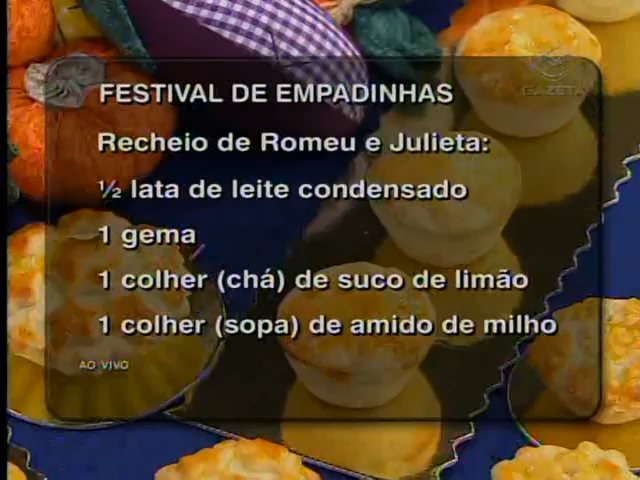 GAZETA
FESTIVAL DE EMPADINHAS
Recheio de Romeu e Julieta:
½ lata de leite condensado
1 gema
1 colher (chá) de suco de limão
1 colher (sopa) de amido de milho
AO VIVO